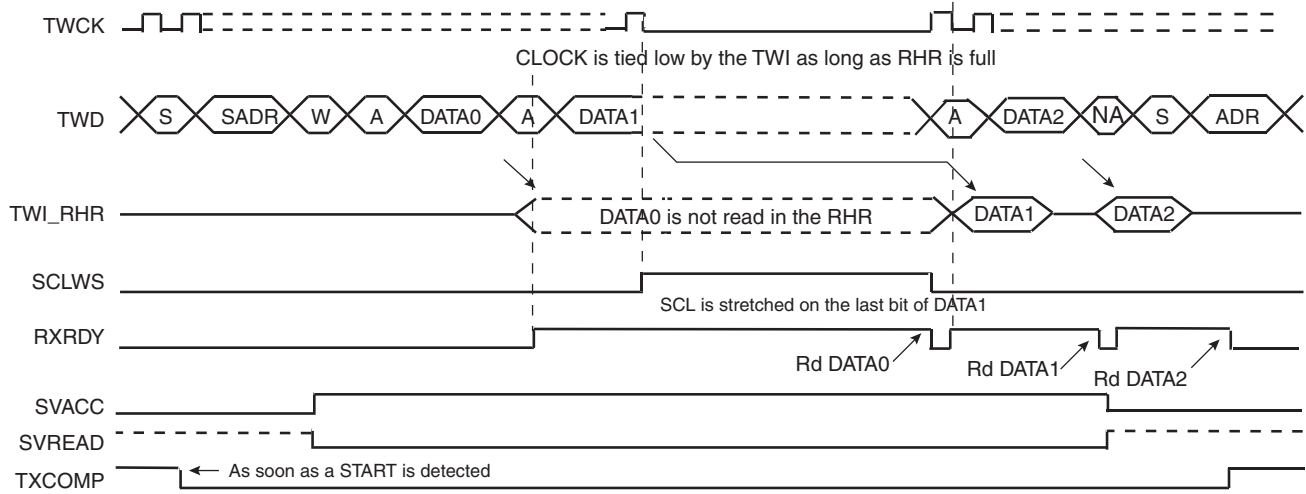 TWCK
CLOCK is tied low by the TWI as long as RHR is full
TWD S SADR W A DATA0 A DATA1 A DATA2 NA S ADR
TWI_RHR DATA0 is not read in the RHR DATA1 DATA2
SCLWS
SCL is stretched on the last bit of DATA1
RXRDY
Rd DATA0 Rd DATA1 Rd DATA2
SVACC
SVREAD
TXCOMP As soon as a START is detected